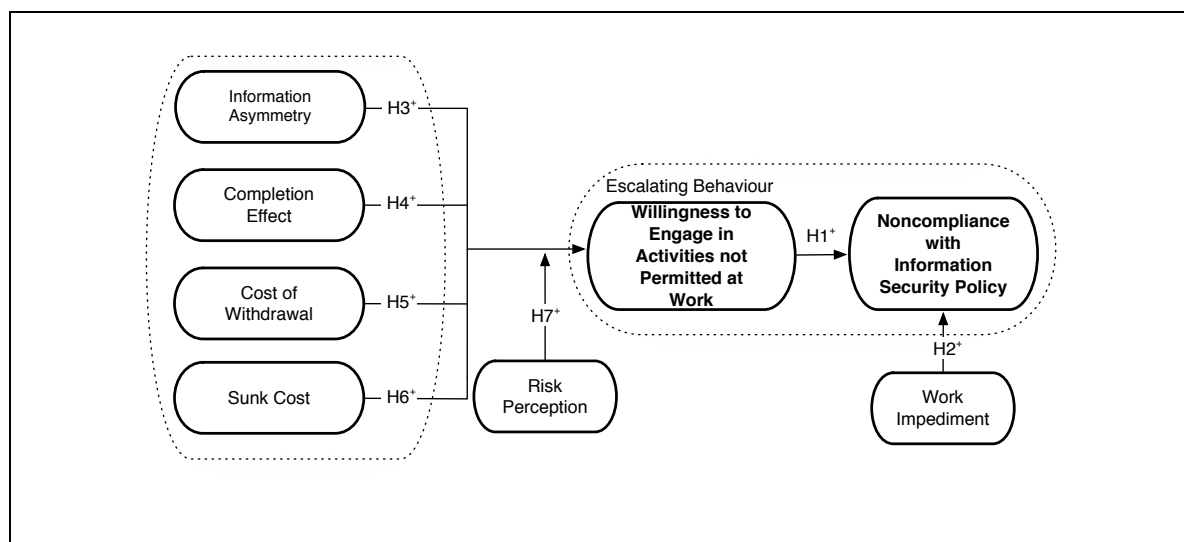 Information
Asymmetry
H3⁺
Completion
Effect
H4⁺
Cost of
Withdrawal
H5⁺
Sunk Cost
H6⁺
H7⁺
Risk
Perception
Escalating Behaviour
Willingness to
Engage in
Activities not
Permitted at
Work
H1⁺
Noncompliance
with
Information
Security Policy
H2⁺
Work
Impediment